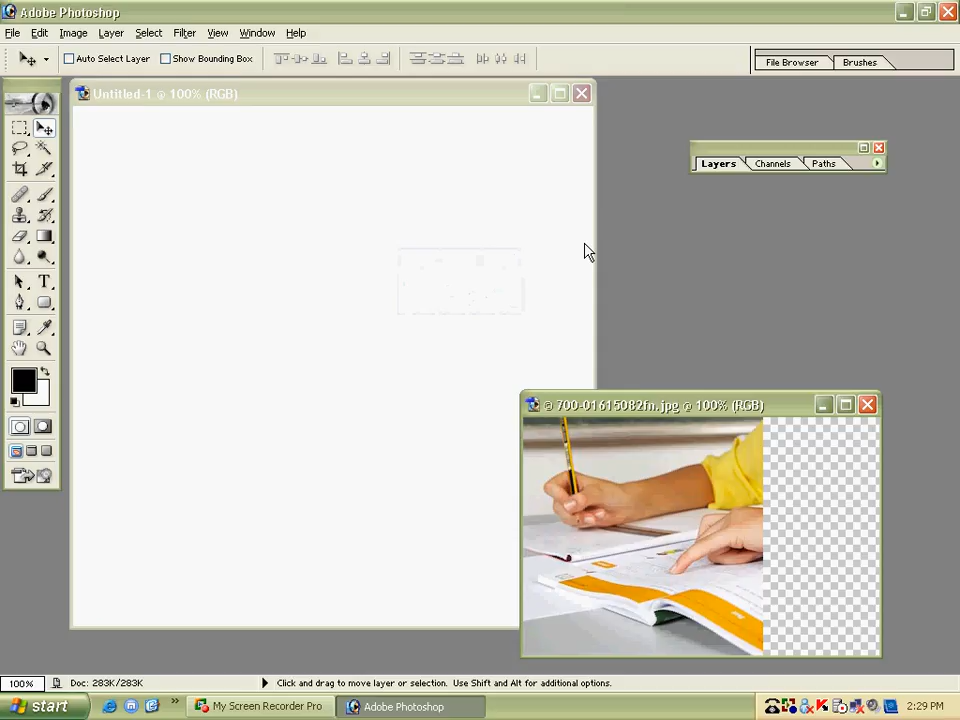 Adobe Photoshop
File Edit Image Layer Select Filter View Window Help
Auto Select Layer Show Bounding Box
File Browser Brushes
Untitled-1 @ 100% (RGB)
Layers Channels Paths
T
@ 700-01615082fn.jpg @ 100% (RGB)
100% Doc: 283K/283K Click and drag to move layer or selection. Use Shift and Alt for additional options.
start » My Screen Recorder Pro Adobe Photoshop 2:29 PM